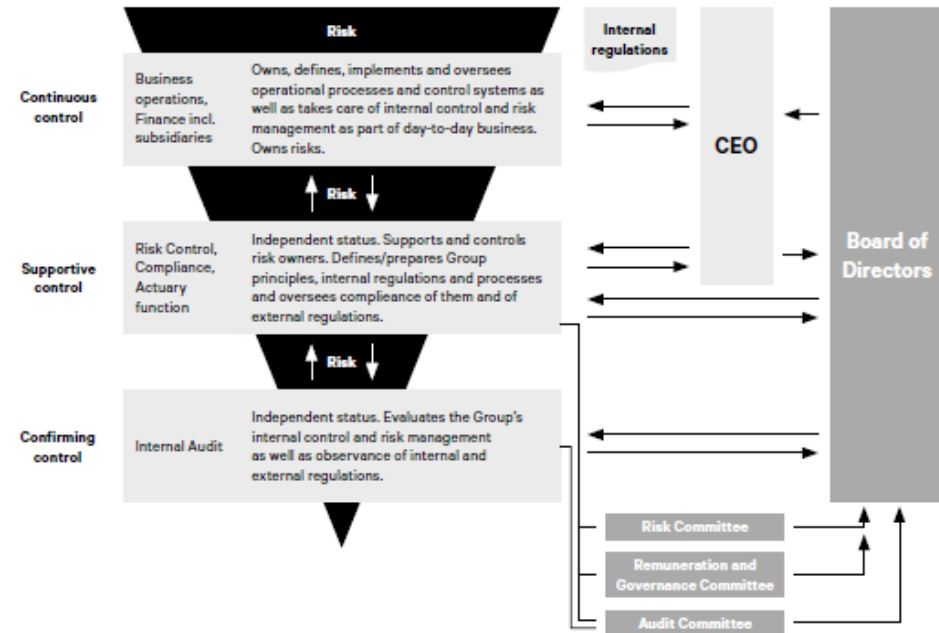 Risk
Internal
regulations
Continuous
control
Business
operations,
Finance incl.
subsidiaries
Owns, defines, implements and oversees
operational processes and control systems as
well as takes care of internal control and risk
management as part of day-to-day business.
Owns risks.
CEO
Board of
Directors
Risk
Supportive
control
Risk Control,
Compliance,
Actuary
function
Independent status. Supports and controls
risk owners. Defines/prepares Group
principles, internal regulations and processes
and oversees complieance of them and of
external regulations.
Risk
Confirming
control
Internal Audit
Independent status. Evaluates the Group's
internal control and risk management
as well as observance of internal and
external regulations.
Risk Committee
Remuneration and
Governance Committee
Audit Committee